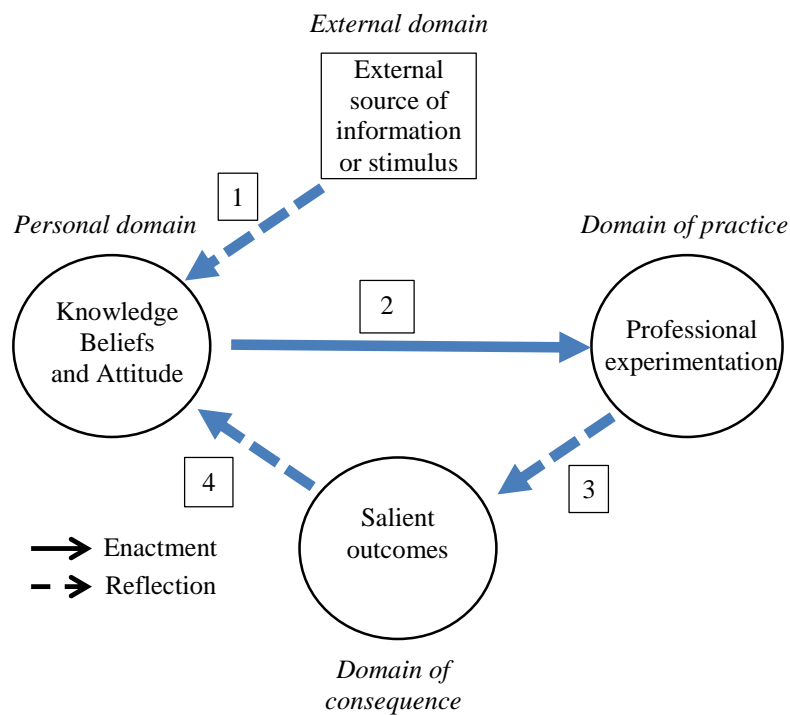 External domain
External
source of
information
or stimulus
1
Personal domain
Domain of practice
Knowledge
Beliefs
and Attitude
2
Professional
experimentation
4
3
Salient
outcomes
Enactment
Reflection
Domain of
consequence